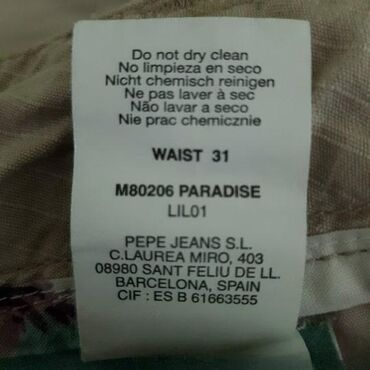 Do not dry clean
No limpieza en seco
Nicht chemisch reinigen
Ne pas laver à sec
Não lavar a seco
Nie prac chemicznie
WAIST 31
M80206 PARADISE
LIL01
PEPE JEANS S.L.
C.LAUREA MIRO, 403
08980 SANT FELIU DE LL.
BARCELONA, SPAIN
CIF : ES B 61663555